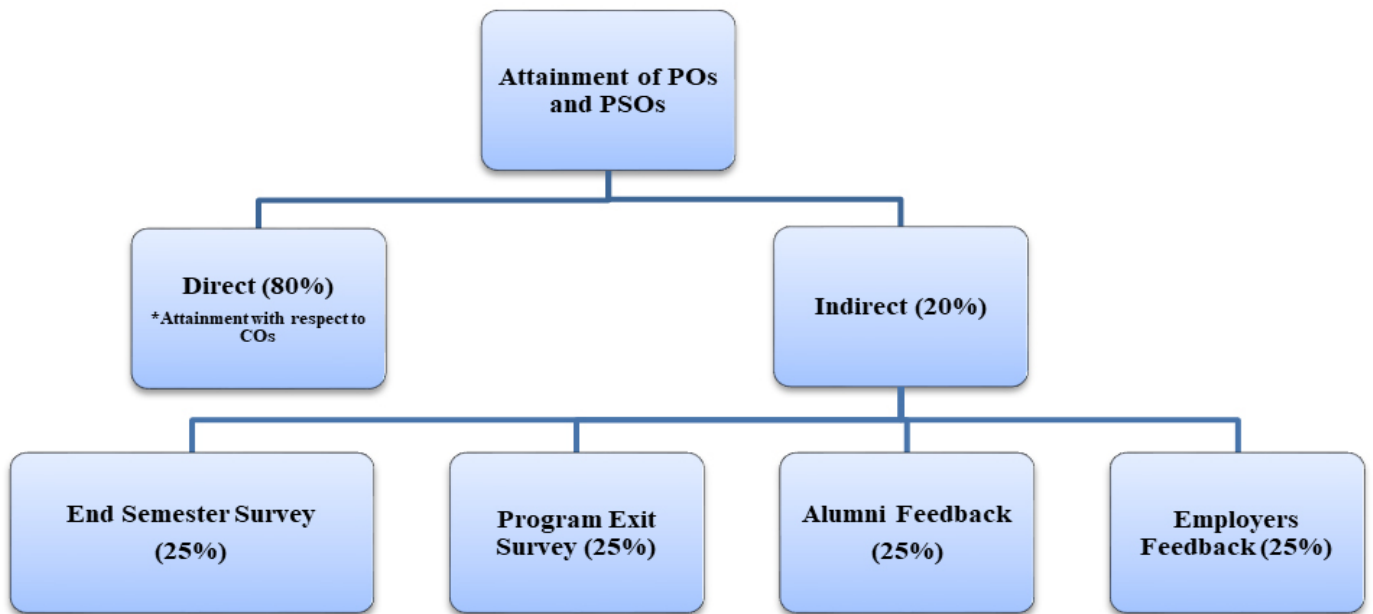 Attainment of POs
and PSOs
Direct (80%)
*Attainment with respect to
COs
Indirect (20%)
End Semester Survey
(25%)
Program Exit
Survey (25%)
Alumni Feedback
(25%)
Employers
Feedback (25%)